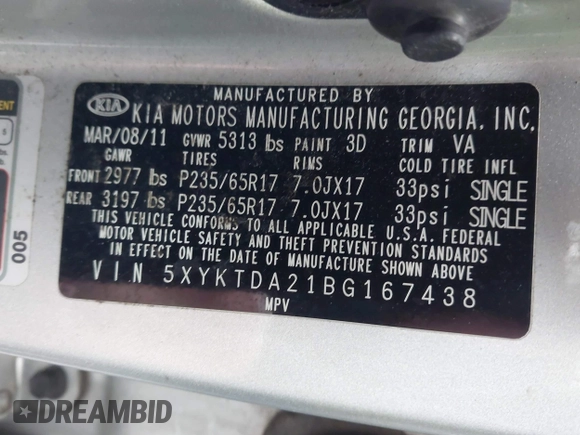 MANUFACTURED BY
KIA KIA MOTORS MANUFACTURING GEORGIA, INC.
MAR/08/11 GVWR 5313 lbs PAINT 3D TRIM VA
GAWR TIRES RIMS COLD TIRE INFL
FRONT 2977 lbs P235/65R17 7.0JX17 33psi SINGLE
REAR 3197 lbs P235/65R17 7.0JX17 33psi SINGLE
THIS VEHICLE CONFORMS TO ALL APPLICABLE U.S. FEDERAL
MOTOR VEHICLE SAFETY AND THEFT PREVENTION STANDARDS
IN EFFECT ON THE DATE OF MANUFACTURE SHOWN ABOVE.
VIN 5XYKTDA21BG167438
MPV
005
DREAMBID